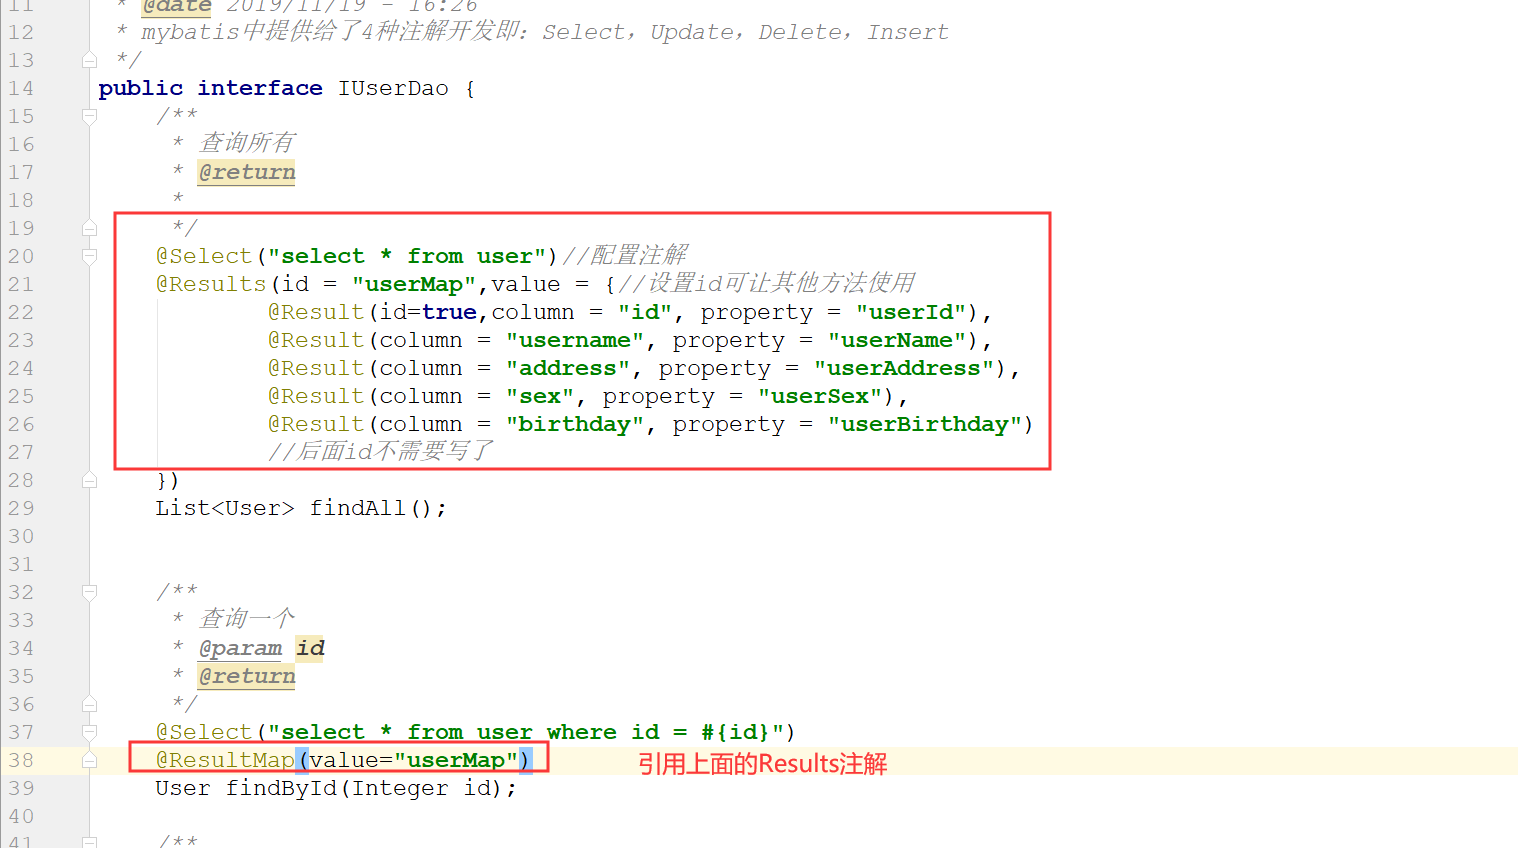 11 * @date 2019/11/19 - 16:26
12 * mybatis中提供给了4种注解开发即：Select，Update，Delete，Insert
13 */
14 public interface IUserDao {
15 /**
16 * 查询所有
17 * @return
18 *
19 */
20 @Select("select * from user")//配置注解
21 @Results(id = "userMap",value = {//设置id可让其他方法使用
22 @Result(id=true,column = "id", property = "userId"),
23 @Result(column = "username", property = "userName"),
24 @Result(column = "address", property = "userAddress"),
25 @Result(column = "sex", property = "userSex"),
26 @Result(column = "birthday", property = "userBirthday")
27 //后面id不需要写了
28 })
29 List<User> findAll();
30
31
32 /**
33 * 查询一个
34 * @param id
35 * @return
36 */
37 @Select("select * from user where id = #{id}")
38 @ResultMap(value="userMap") 引用上面的Results注解
39 User findById(Integer id);
40
41 /**